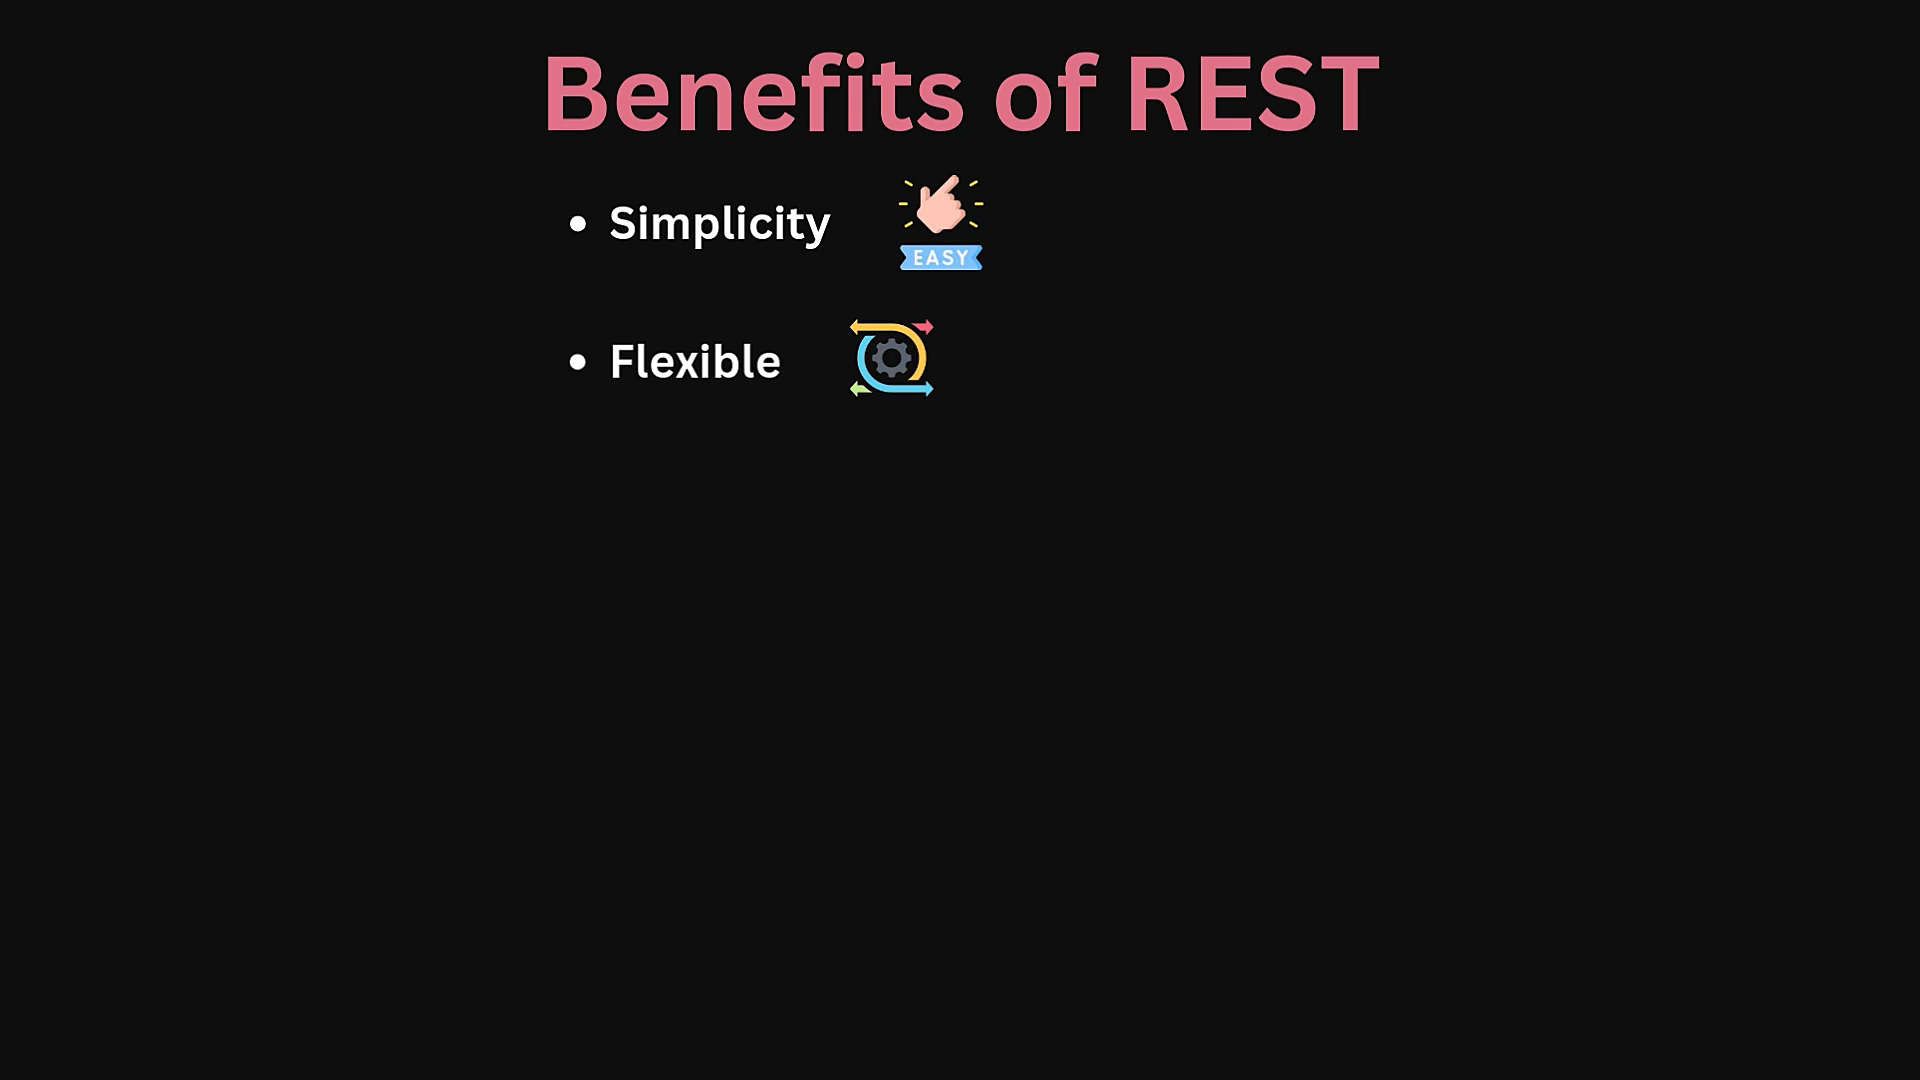 Benefits of REST
• Simplicity
EASY
• Flexible